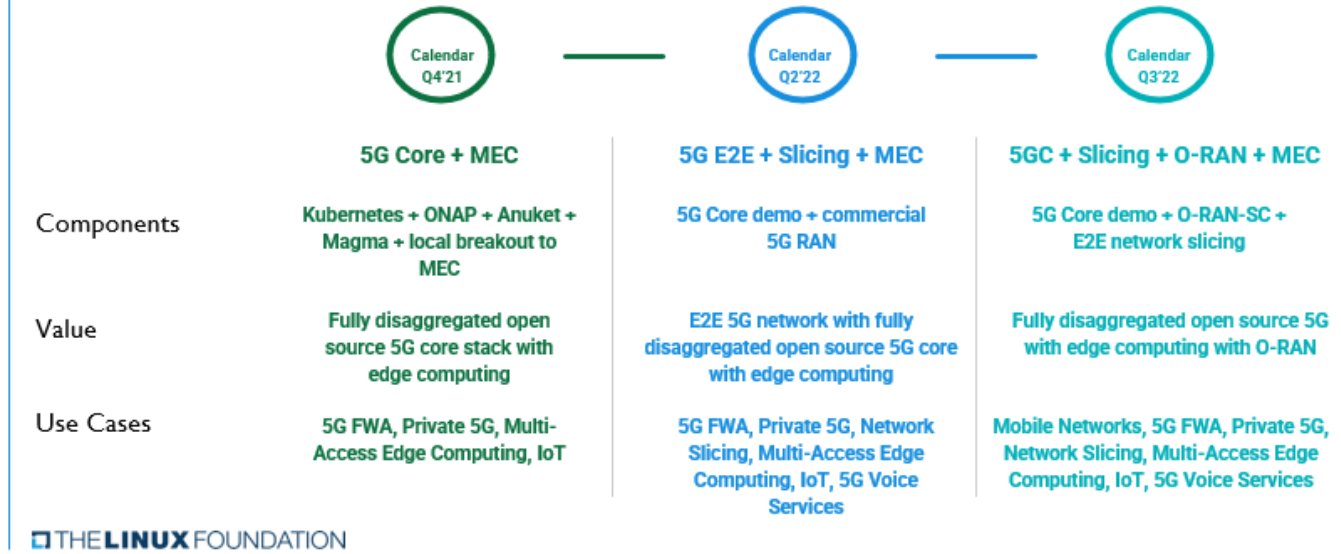 Calendar
Q4'21
Calendar
Q2'22
Calendar
Q3'22
5G Core + MEC
5G E2E + Slicing + MEC
5GC + Slicing + O-RAN + MEC
Components
Kubernetes + ONAP + Anuket +
Magma + local breakout to
MEC
5G Core demo + commercial
5G RAN
5G Core demo + O-RAN-SC +
E2E network slicing
Value
Fully disaggregated open
source 5G core stack with
edge computing
E2E 5G network with fully
disaggregated open source 5G core
with edge computing
Fully disaggregated open source 5G
with edge computing with O-RAN
Use Cases
5G FWA, Private 5G, Multi-
Access Edge Computing, IoT
5G FWA, Private 5G, Network
Slicing, Multi-Access Edge
Computing, IoT, 5G Voice
Services
Mobile Networks, 5G FWA, Private 5G,
Network Slicing, Multi-Access Edge
Computing, IoT, 5G Voice Services
THE LINUX FOUNDATION